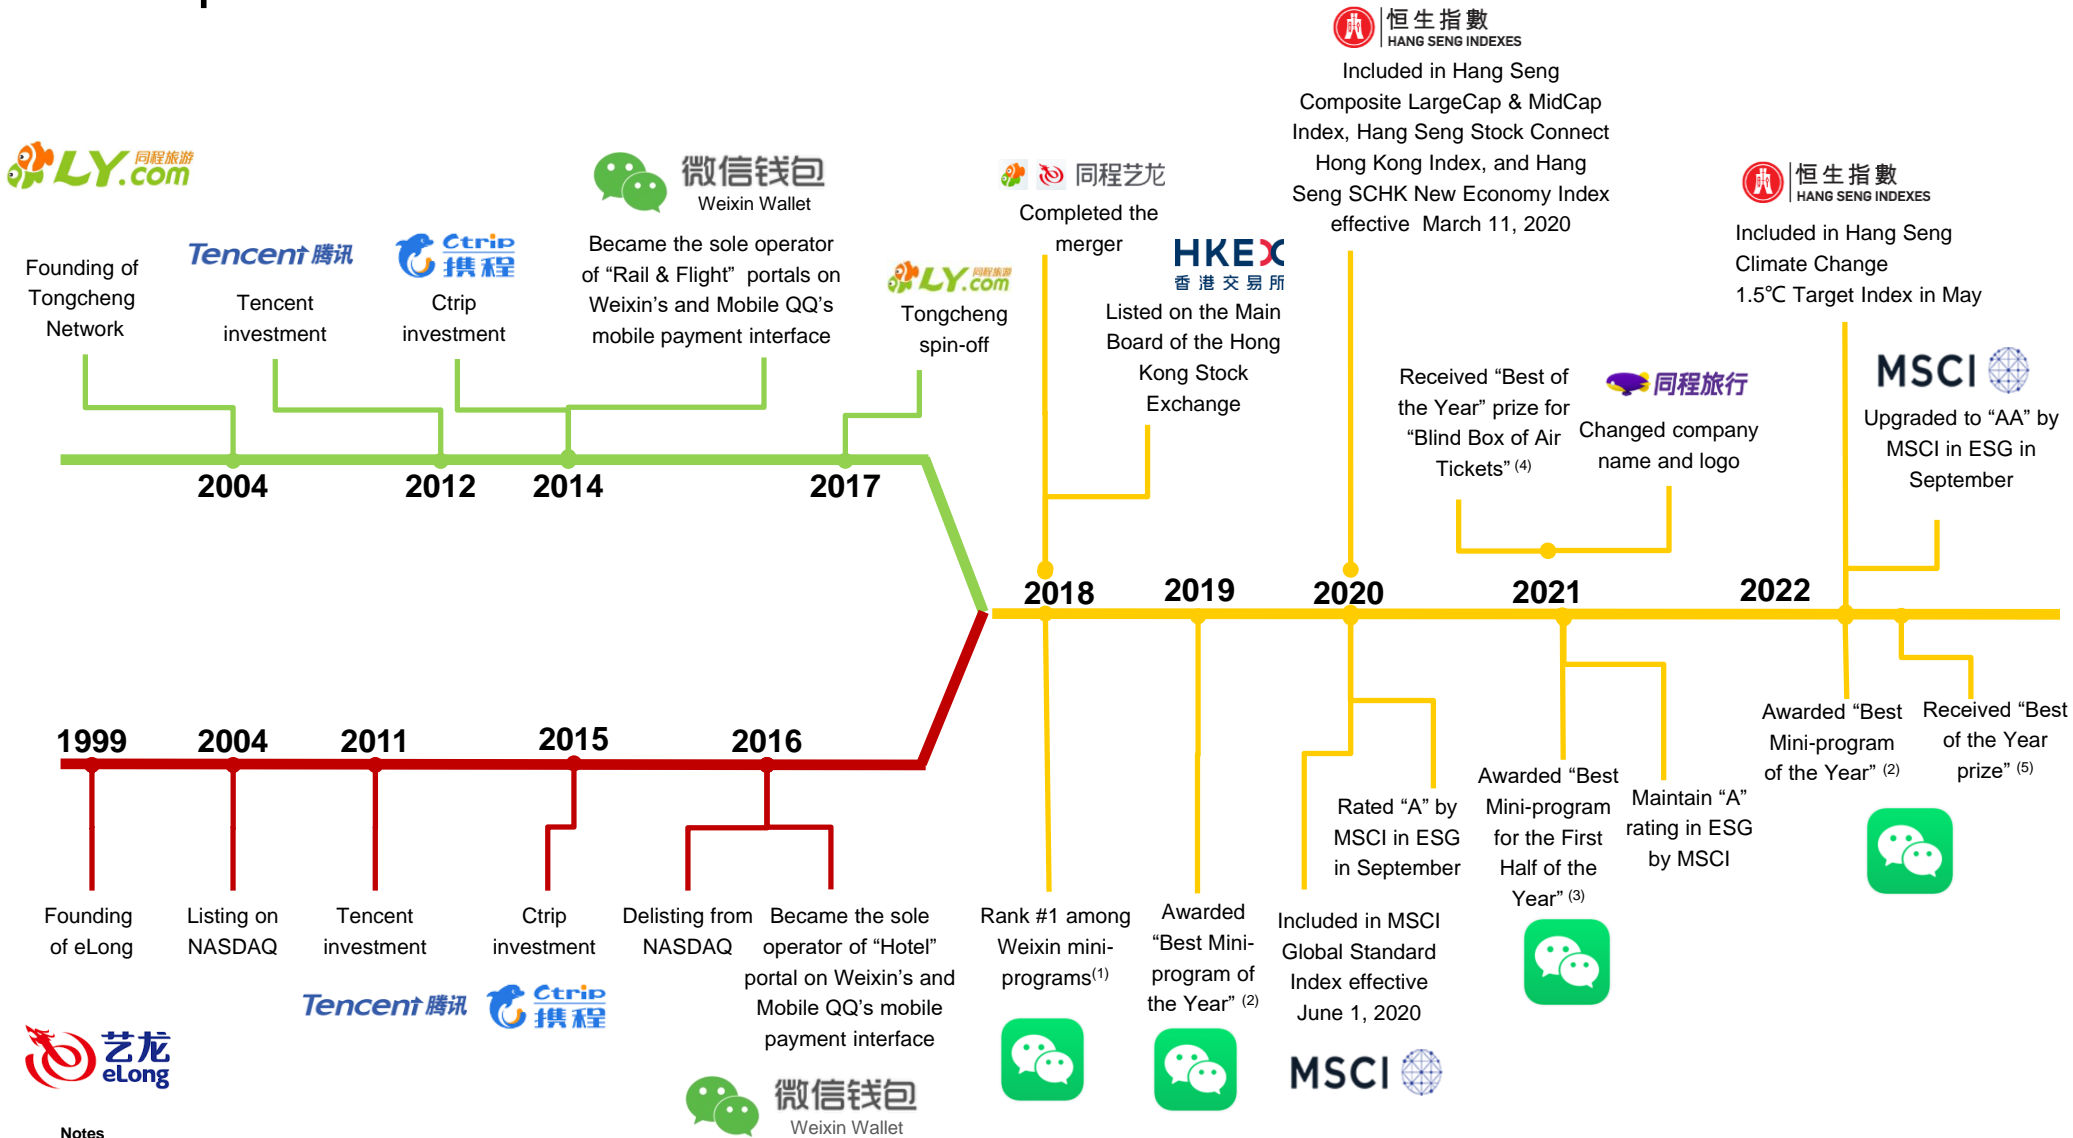 恒生指數
HANG SENG INDEXES
Included in Hang Seng
Composite LargeCap & MidCap
Index, Hang Seng Stock Connect
Hong Kong Index, and Hang
Seng SCHK New Economy Index
effective March 11, 2020
LY.com 同程旅游
Founding of
Tongcheng
Network
Tencent 腾讯
Tencent
investment
Ctrip
携程
Ctrip
investment
微信钱包
Weixin Wallet
Became the sole operator
of “Rail & Flight” portals on
Weixin’s and Mobile QQ’s
mobile payment interface
LY.com 同程旅游
Tongcheng
spin-off
同程艺龙
Completed the
merger
HKEX
香港交易所
Listed on the Main
Board of the Hong
Kong Stock
Exchange
Received “Best of
the Year” prize for
“Blind Box of Air
Tickets” (4)
同程旅行
Changed company
name and logo
恒生指數
HANG SENG INDEXES
Included in Hang Seng
Climate Change
1.5℃ Target Index in May
MSCI
Upgraded to “AA” by
MSCI in ESG in
September
2004
2012
2014
2017
2018
2019
2020
2021
2022
1999
2004
2011
2015
2016
Founding
of eLong
艺龙
eLong
Listing on
NASDAQ
Tencent
investment
Tencent 腾讯
Ctrip
investment
Ctrip
携程
Delisting from
NASDAQ
Became the sole
operator of “Hotel”
portal on Weixin’s and
Mobile QQ’s mobile
payment interface
微信钱包
Weixin Wallet
Rank #1 among
Weixin mini-
programs(1)
Awarded
“Best Mini-
program of
the Year” (2)
Included in MSCI
Global Standard
Index effective
June 1, 2020
MSCI
Rated “A” by
MSCI in ESG
in September
Awarded “Best
Mini-program
for the First
Half of the
Year” (3)
Maintain “A”
rating in ESG
by MSCI
Awarded “Best
Mini-program
of the Year” (2)
Received “Best
of the Year
prize” (5)
Notes